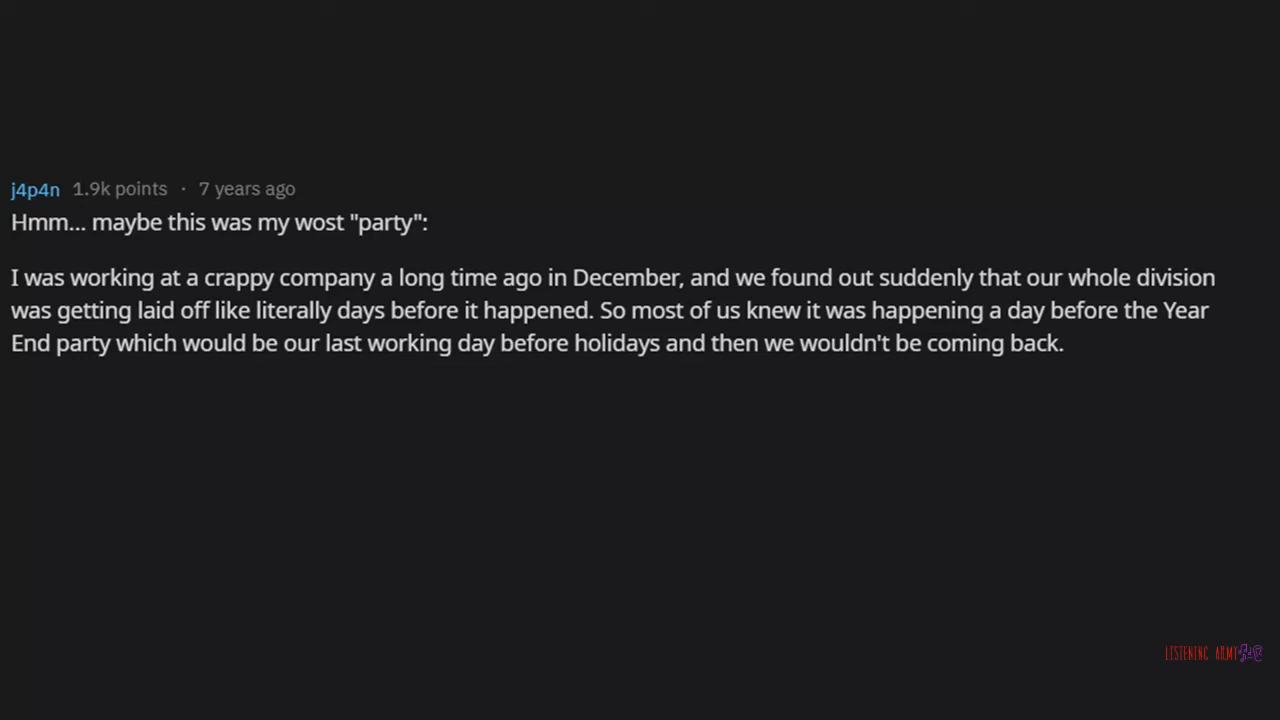 j4p4n 1.9k points · 7 years ago
Hmm... maybe this was my wost "party":
I was working at a crappy company a long time ago in December, and we found out suddenly that our whole division
was getting laid off like literally days before it happened. So most of us knew it was happening a day before the Year
End party which would be our last working day before holidays and then we wouldn't be coming back.
LISTENING ARMY